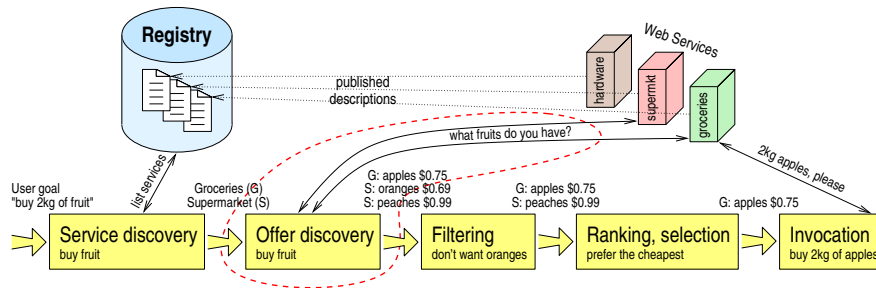 Registry
Web Services
hardware
supermkt
groceries
published
descriptions
what fruits do you have?
2kg apples, please
list services
User goal
"buy 2kg of fruit"
Groceries (G)
Supermarket (S)
G: apples $0.75
S: oranges $0.69
S: peaches $0.99
G: apples $0.75
S: peaches $0.99
G: apples $0.75
Service discovery
buy fruit
Offer discovery
buy fruit
Filtering
don't want oranges
Ranking, selection
prefer the cheapest
Invocation
buy 2kg of apples